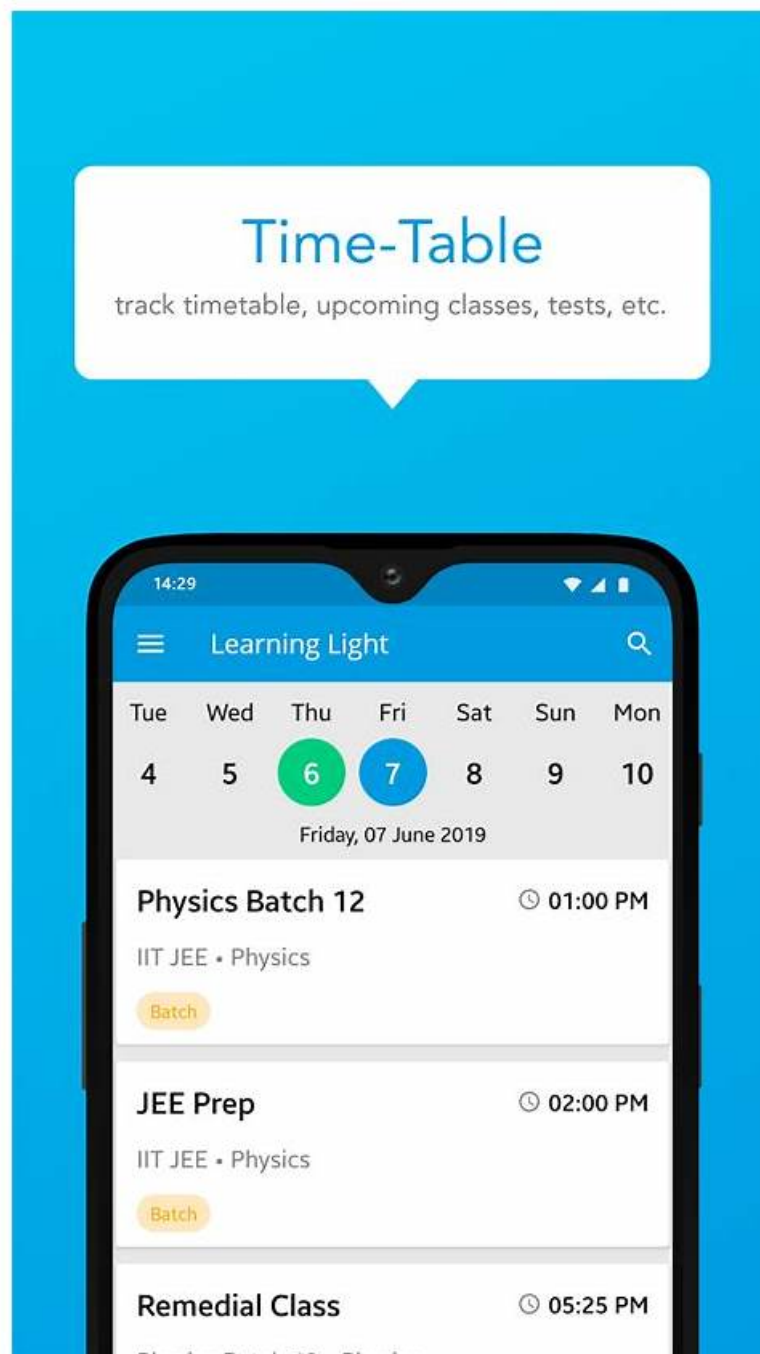 Time-Table
track timetable, upcoming classes, tests, etc.
14:29
Learning Light
Tue Wed Thu Fri Sat Sun Mon
4 5 6 7 8 9 10
Friday, 07 June 2019
Physics Batch 12 01:00 PM
IIT JEE • Physics
Batch
JEE Prep 02:00 PM
IIT JEE • Physics
Batch
Remedial Class 05:25 PM